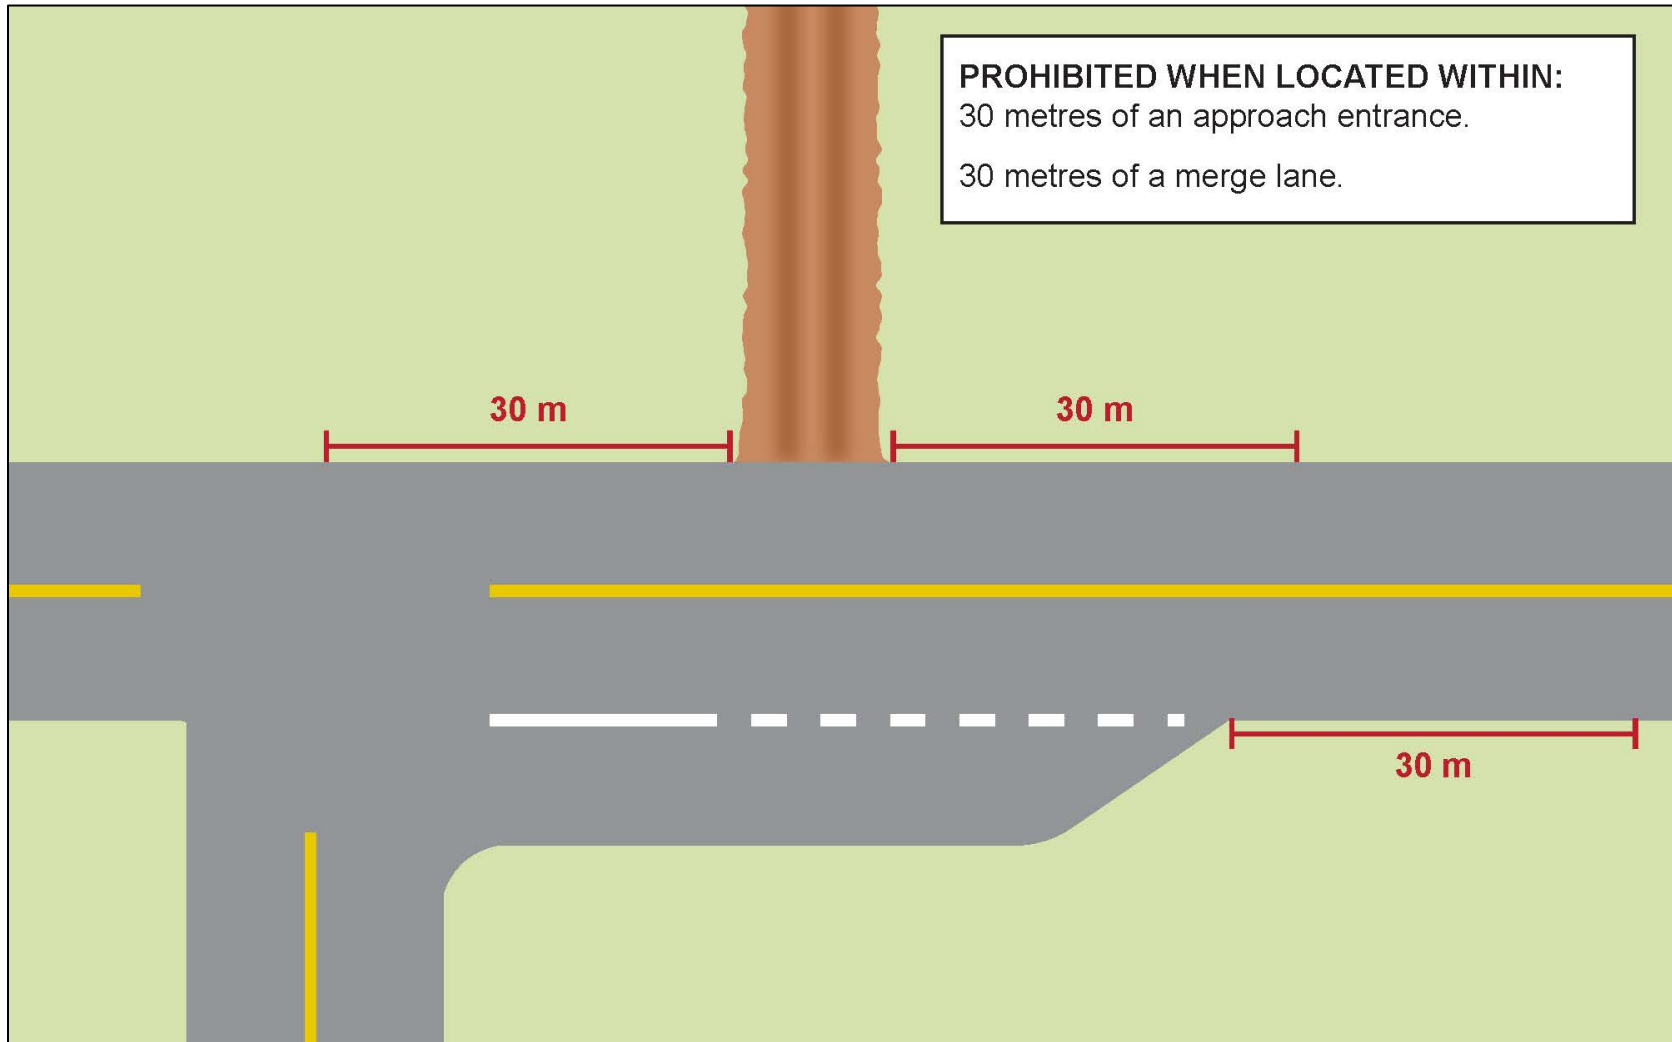 PROHIBITED WHEN LOCATED WITHIN:
30 metres of an approach entrance.
30 metres of a merge lane.
30 m
30 m
30 m